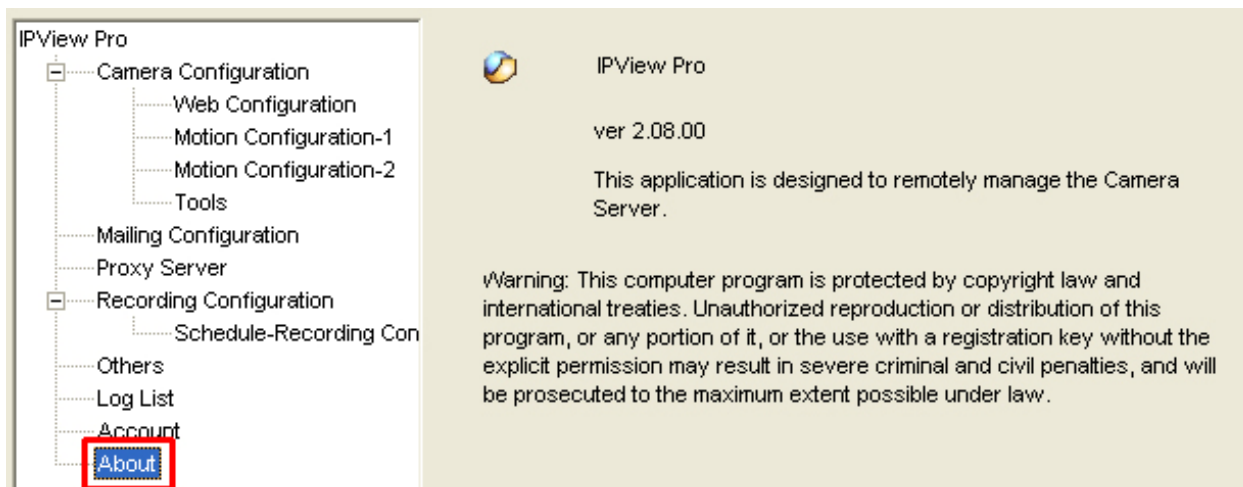 IPView Pro
Camera Configuration
Web Configuration
Motion Configuration-1
Motion Configuration-2
Tools
Mailing Configuration
Proxy Server
Recording Configuration
Schedule-Recording Con
Others
Log List
Account
About
IPView Pro
ver 2.08.00
This application is designed to remotely manage the Camera
Server.
Warning: This computer program is protected by copyright law and
international treaties. Unauthorized reproduction or distribution of this
program, or any portion of it, or the use with a registration key without the
explicit permission may result in severe criminal and civil penalties, and will
be prosecuted to the maximum extent possible under law.